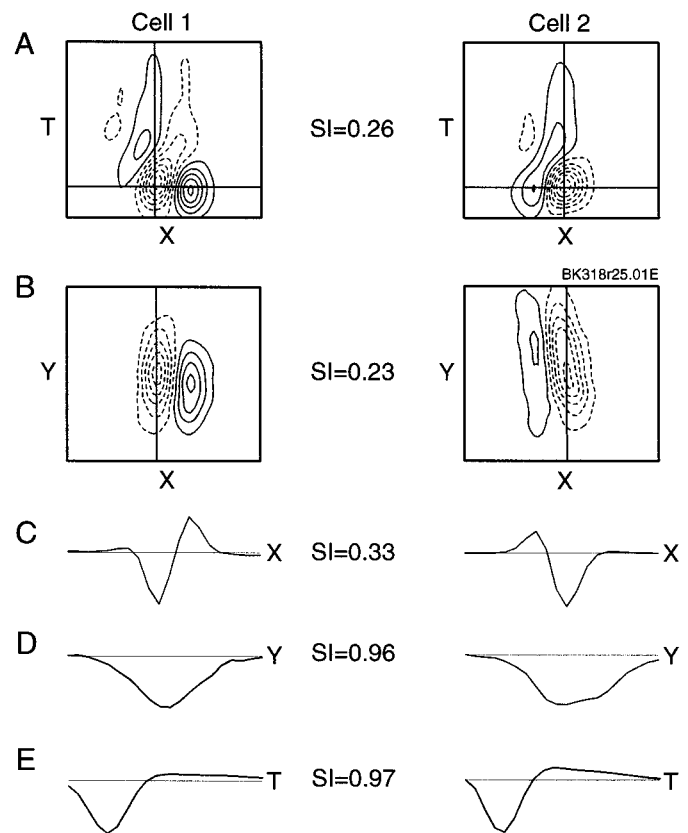 Cell 1 Cell 2
A
T SI=0.26 T
X X
BK318r25.01E
B
Y SI=0.23 Y
X X
C X SI=0.33 X
D Y SI=0.96 Y
E T SI=0.97 T